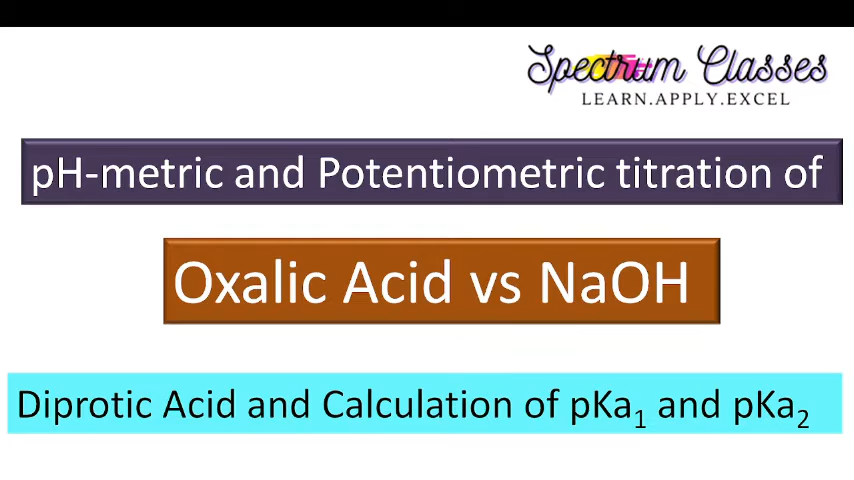 Spectrum Classes
LEARN.APPLY.EXCEL
pH-metric and Potentiometric titration of
Oxalic Acid vs NaOH
Diprotic Acid and Calculation of pKa₁ and pKa₂